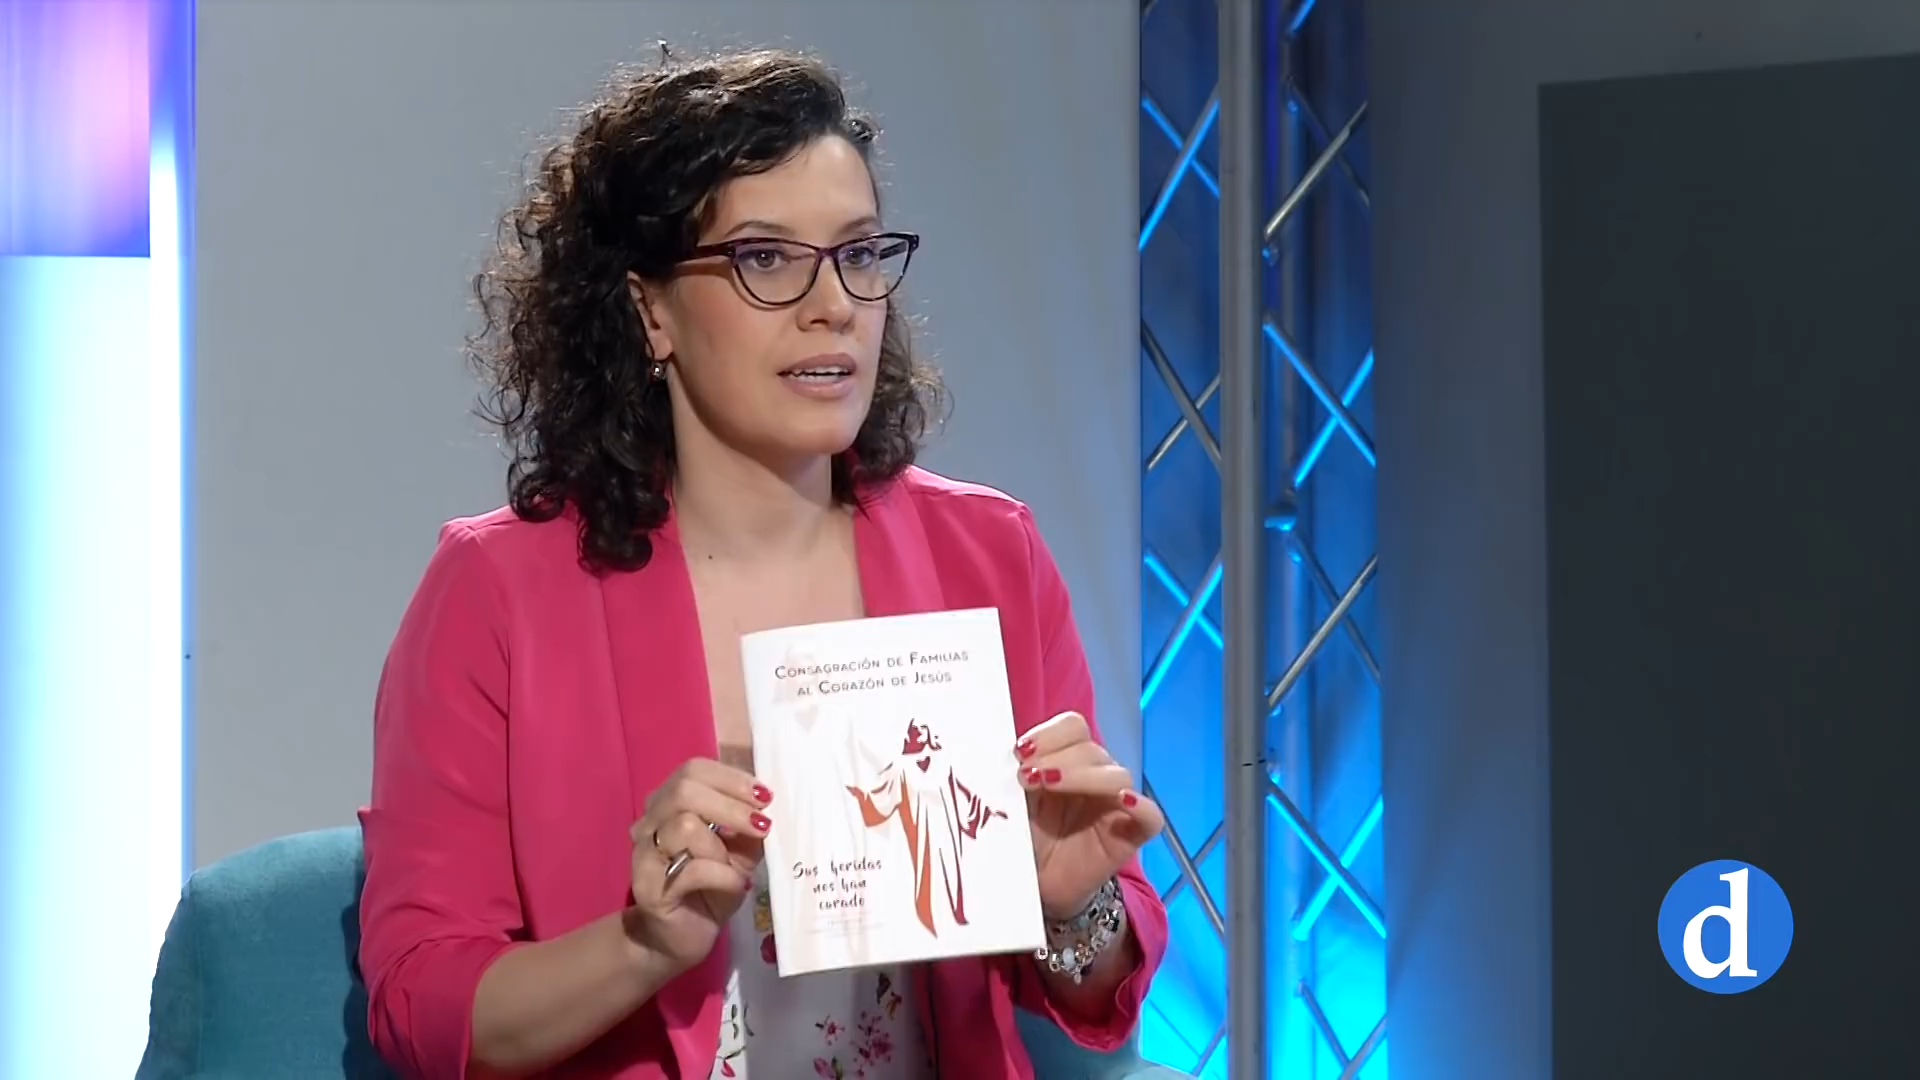 Consagración de Familias
al Corazón de Jesús
Sus heridas
nos han
curado
d